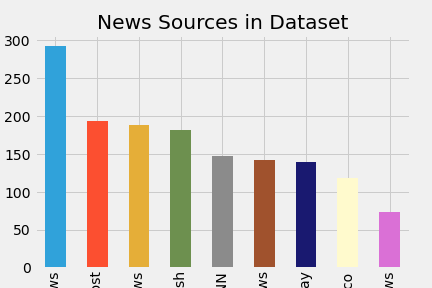 News Sources in Dataset
300
250
200
150
100
50
0
ws
ost
ws
sh
NN
ws
ay
co
ws